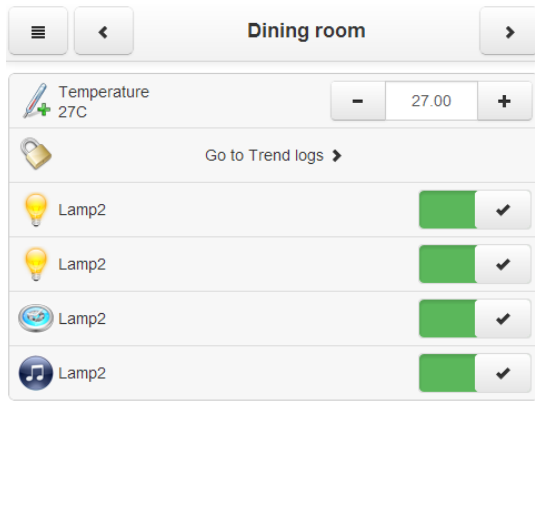 Dining room
Temperature
27C
27.00
Go to Trend logs
Lamp2
Lamp2
Lamp2
Lamp2